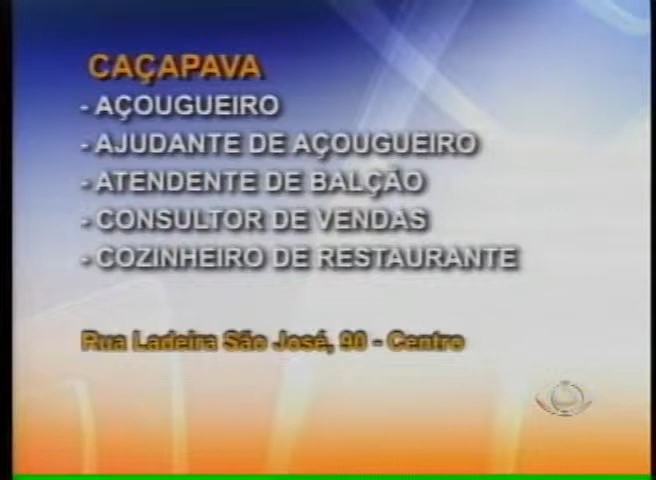 CAÇAPAVA
- AÇOUGUEIRO
- AJUDANTE DE AÇOUGUEIRO
- ATENDENTE DE BALÇÃO
- CONSULTOR DE VENDAS
- COZINHEIRO DE RESTAURANTE
Rua Ladeira São José, 90 - Centro